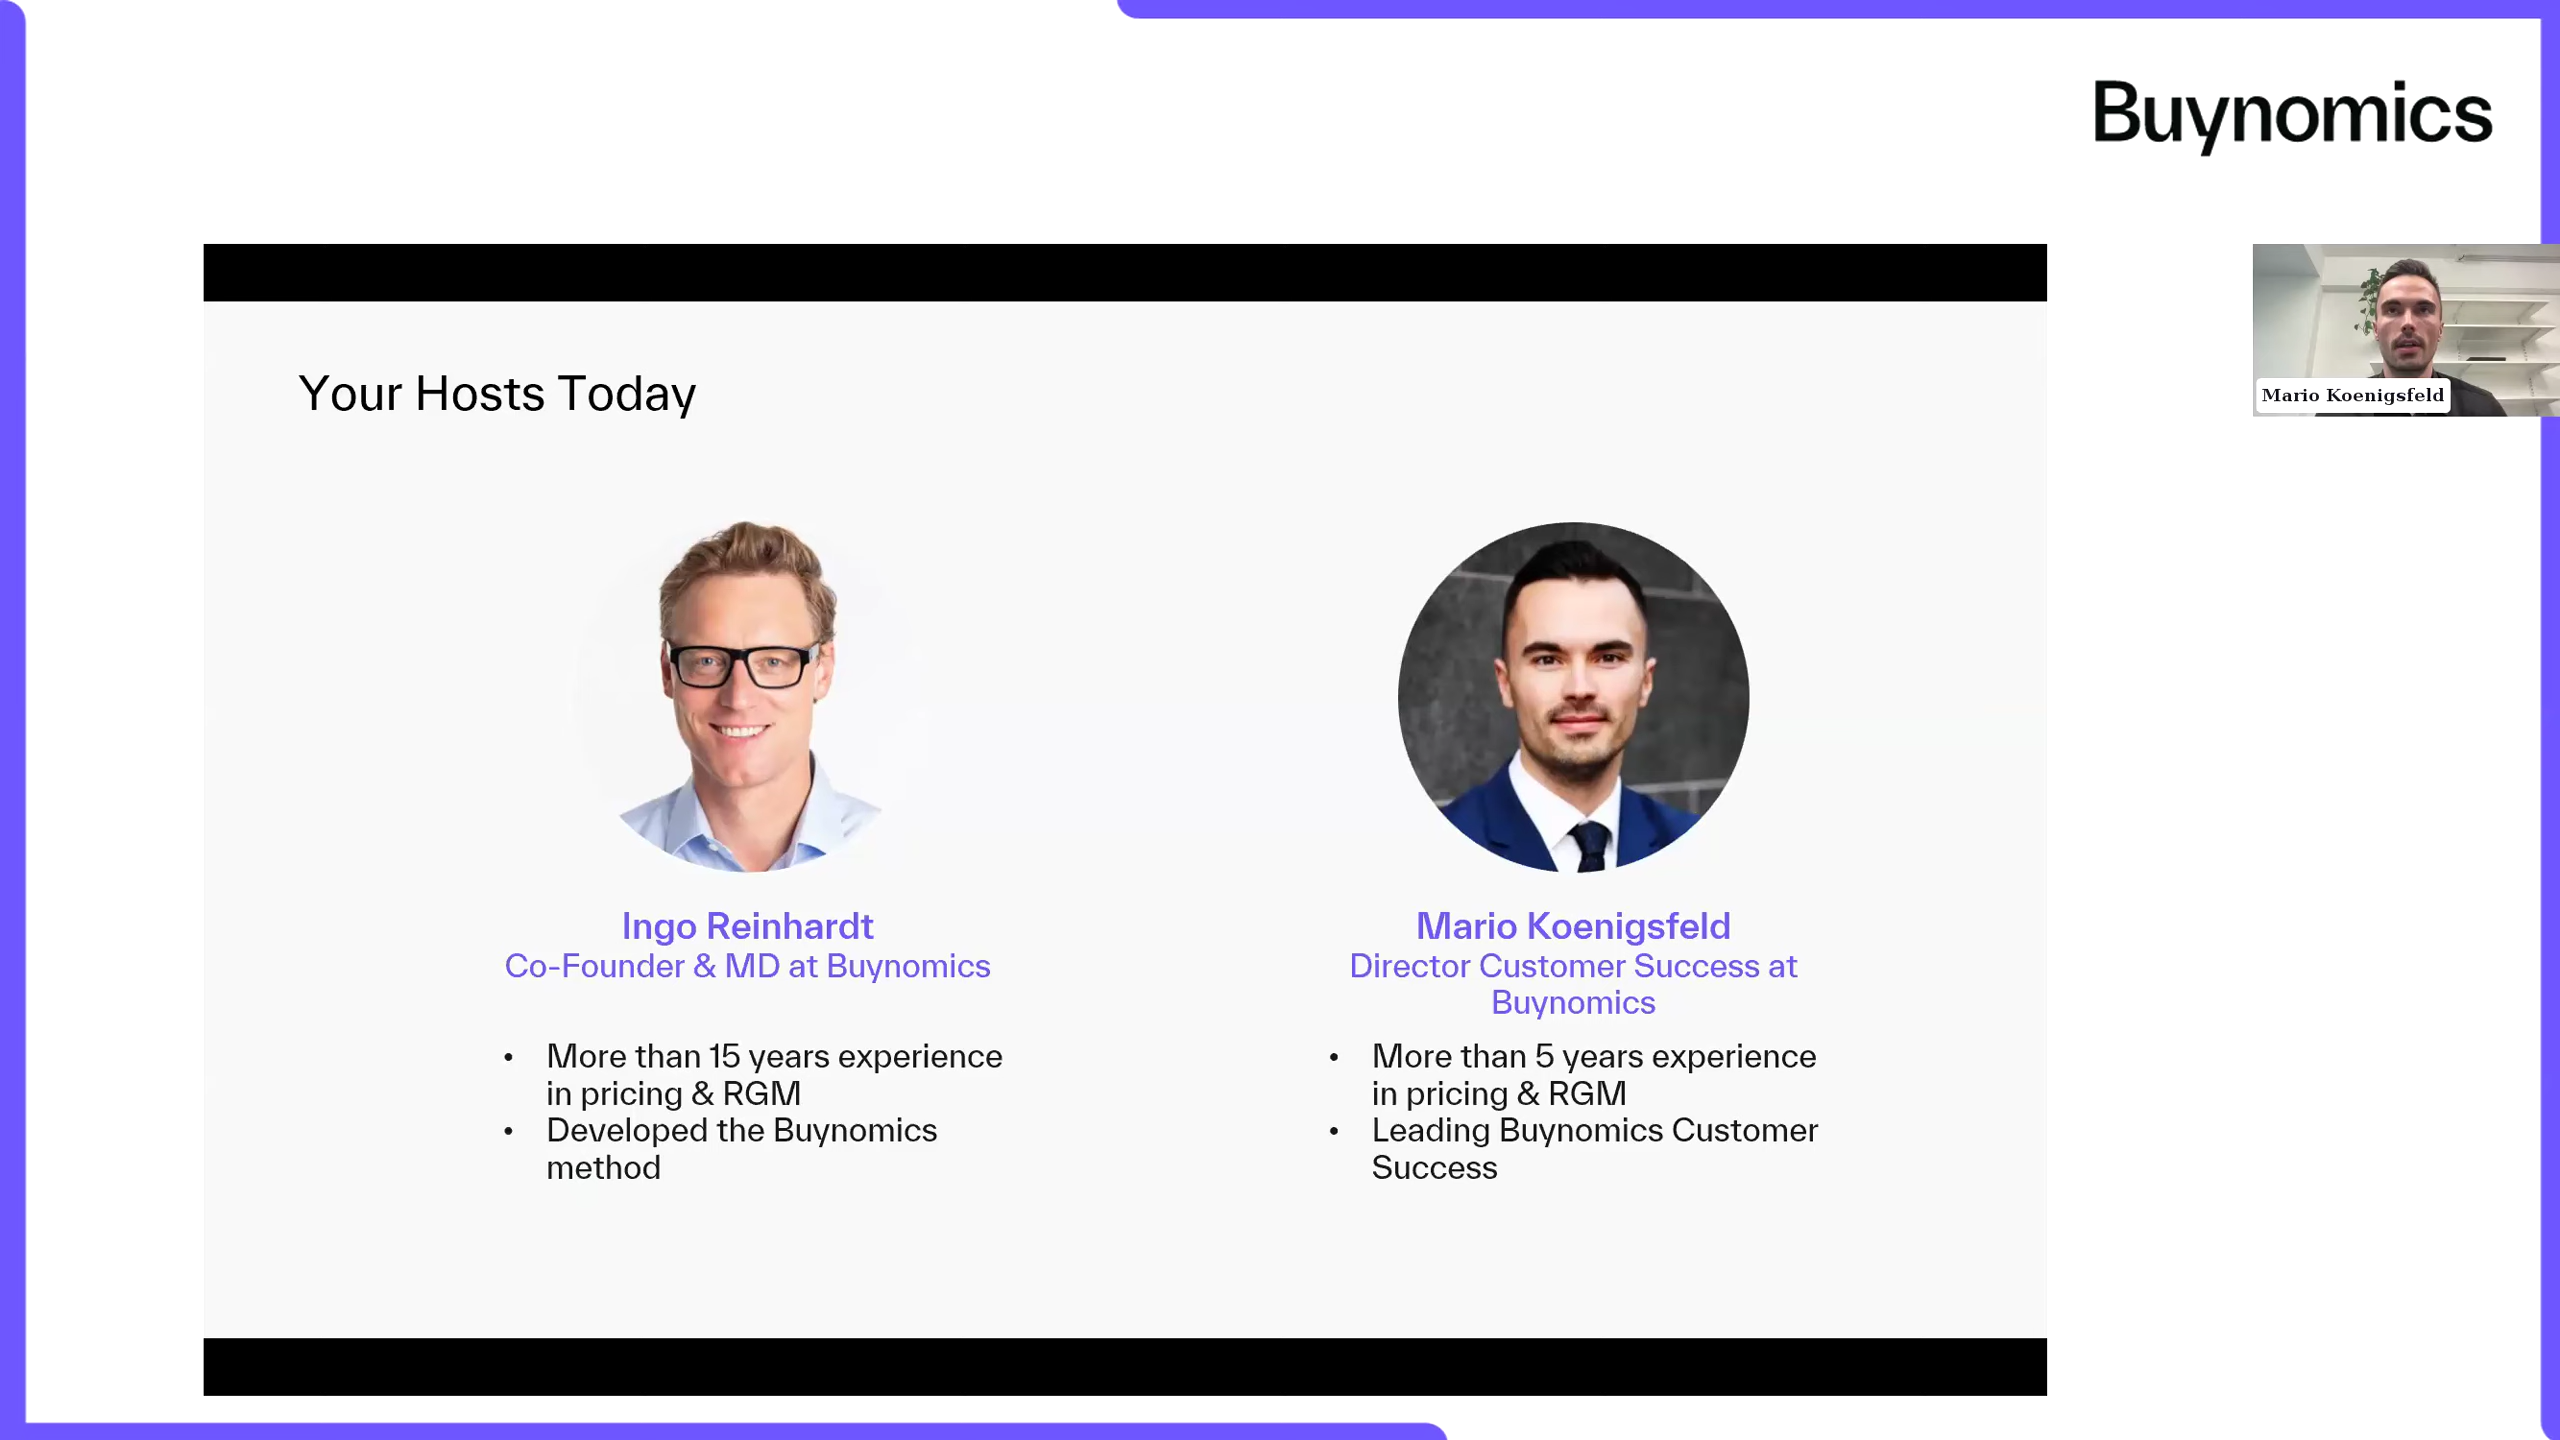 Buynomics
Your Hosts Today
Mario Koenigsfeld
Ingo Reinhardt
Co-Founder & MD at Buynomics
• More than 15 years experience
in pricing & RGM
• Developed the Buynomics
method
Mario Koenigsfeld
Director Customer Success at
Buynomics
• More than 5 years experience
in pricing & RGM
• Leading Buynomics Customer
Success